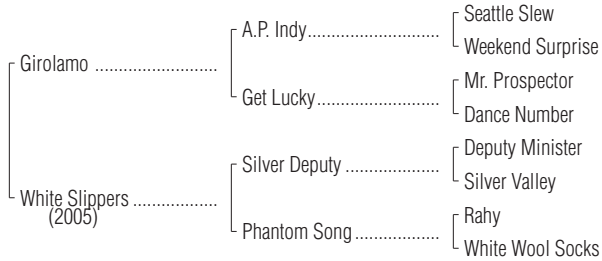 Seattle Slew
A.P. Indy..............................
Weekend Surprise
Girolamo ............................
Mr. Prospector
Get Lucky............................
Dance Number
Deputy Minister
Silver Deputy ......................
Silver Valley
White Slippers ....................
(2005)
Rahy
Phantom Song....................
White Wool Socks